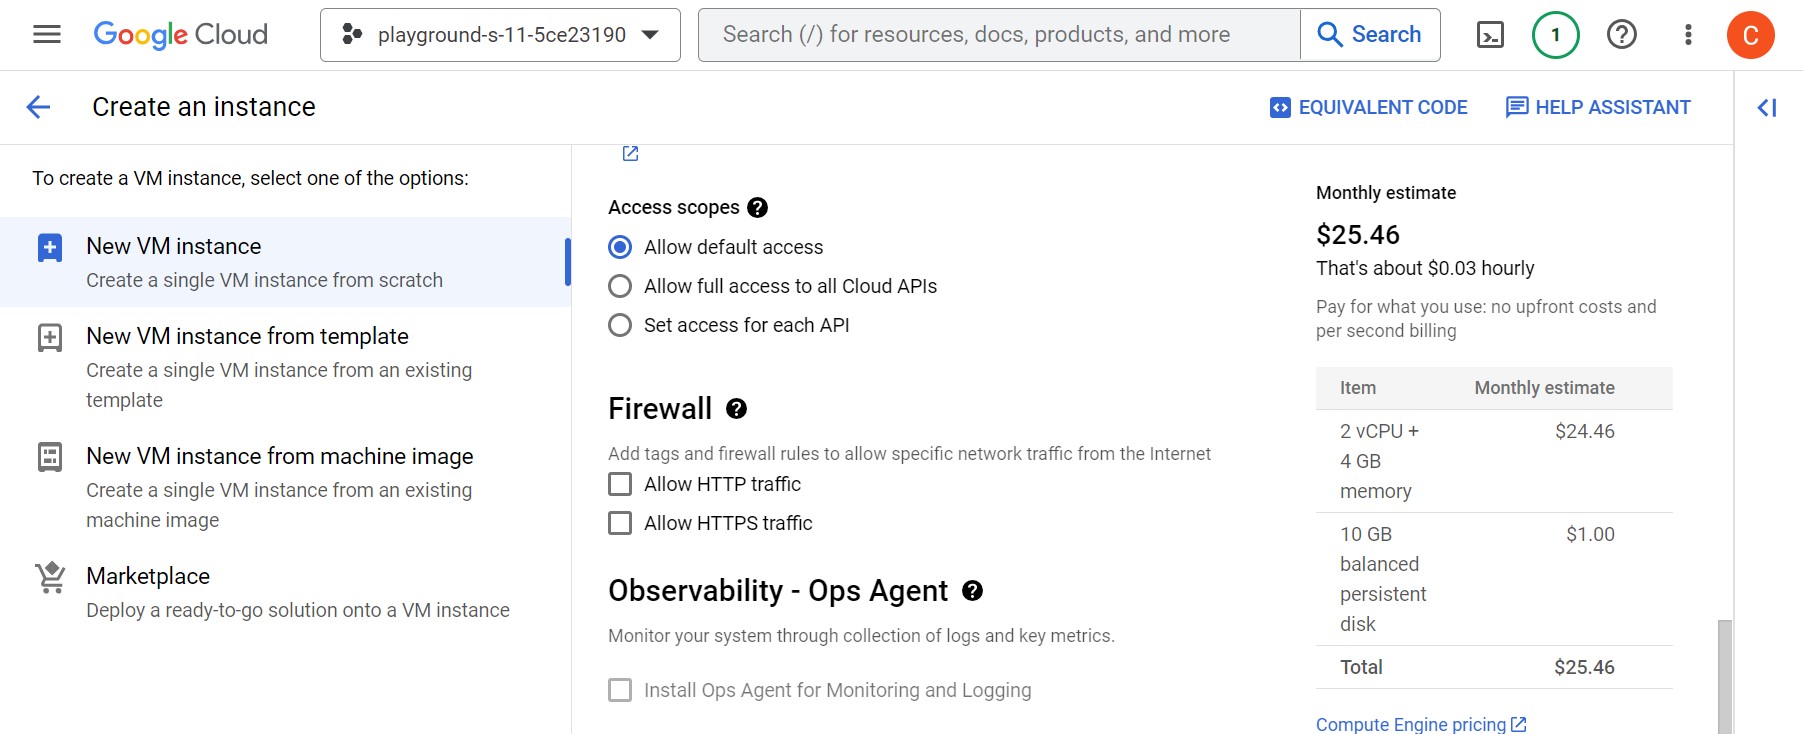 Google Cloud
playground-s-11-5ce23190
Search (/) for resources, docs, products, and more
Search
1
C
Create an instance
EQUIVALENT CODE
HELP ASSISTANT
To create a VM instance, select one of the options:
New VM instance
Create a single VM instance from scratch
New VM instance from template
Create a single VM instance from an existing
template
New VM instance from machine image
Create a single VM instance from an existing
machine image
Marketplace
Deploy a ready-to-go solution onto a VM instance
Access scopes
Allow default access
Allow full access to all Cloud APIs
Set access for each API
Firewall
Add tags and firewall rules to allow specific network traffic from the Internet
Allow HTTP traffic
Allow HTTPS traffic
Observability - Ops Agent
Monitor your system through collection of logs and key metrics.
Install Ops Agent for Monitoring and Logging
Monthly estimate
$25.46
That's about $0.03 hourly
Pay for what you use: no upfront costs and
per second billing
Item Monthly estimate
2 vCPU + $24.46
4 GB
memory
10 GB $1.00
balanced
persistent
disk
Total $25.46
Compute Engine pricing